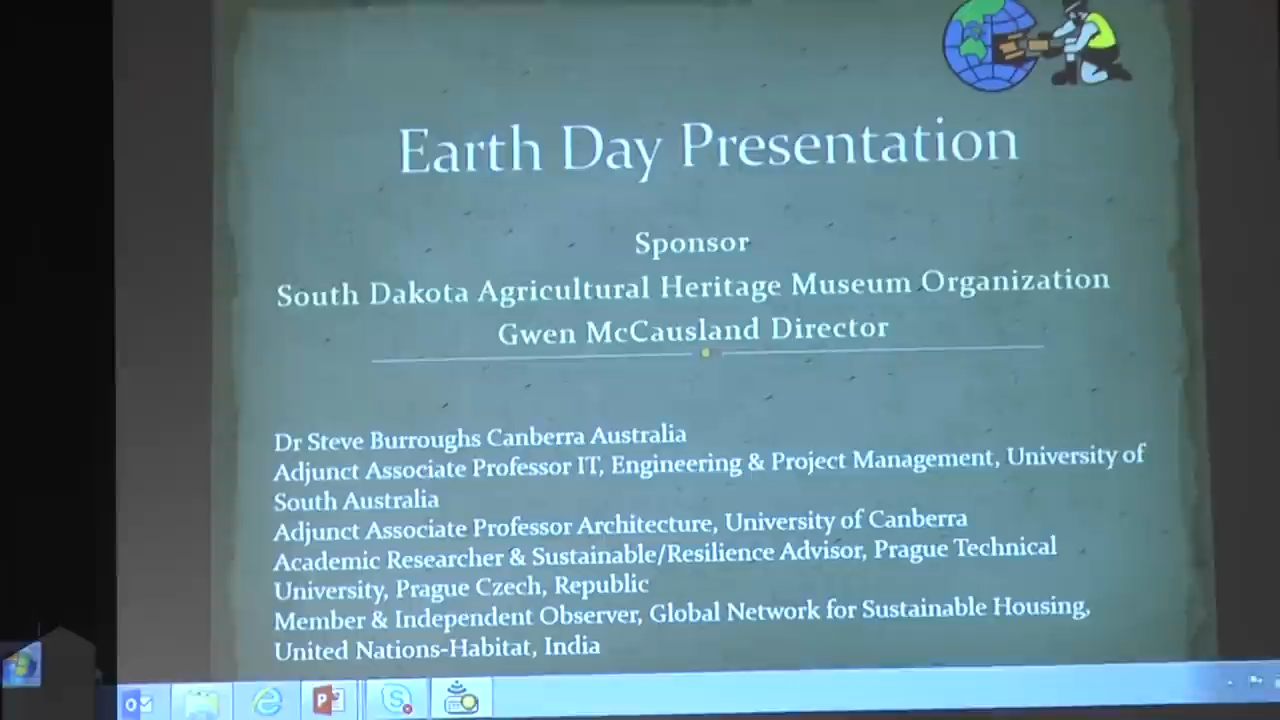 Earth Day Presentation
Sponsor
South Dakota Agricultural Heritage Museum Organization
Gwen McCausland Director
Dr Steve Burroughs Canberra Australia
Adjunct Associate Professor IT, Engineering & Project Management, University of
South Australia
Adjunct Associate Professor Architecture, University of Canberra
Academic Researcher & Sustainable/Resilience Advisor, Prague Technical
University, Prague Czech, Republic
Member & Independent Observer, Global Network for Sustainable Housing,
United Nations-Habitat, India